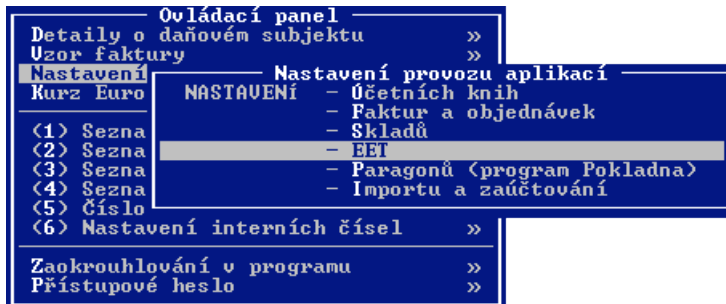 Ovládací panel
Detaily o daňovém subjektu »
Vzor faktury »
Nastavení
Kurz Euro
Nastavení provozu aplikací
NASTAVENÍ – Účetních knih
– Faktur a objednávek
– Skladů
– EET
– Paragonů (program Pokladna)
– Importu a zaúčtování
(1) Sezna
(2) Sezna
(3) Sezna
(4) Sezna
(5) Číslo
(6) Nastavení interních čísel »
Zaokrouhlování v programu »
Přístupové heslo »